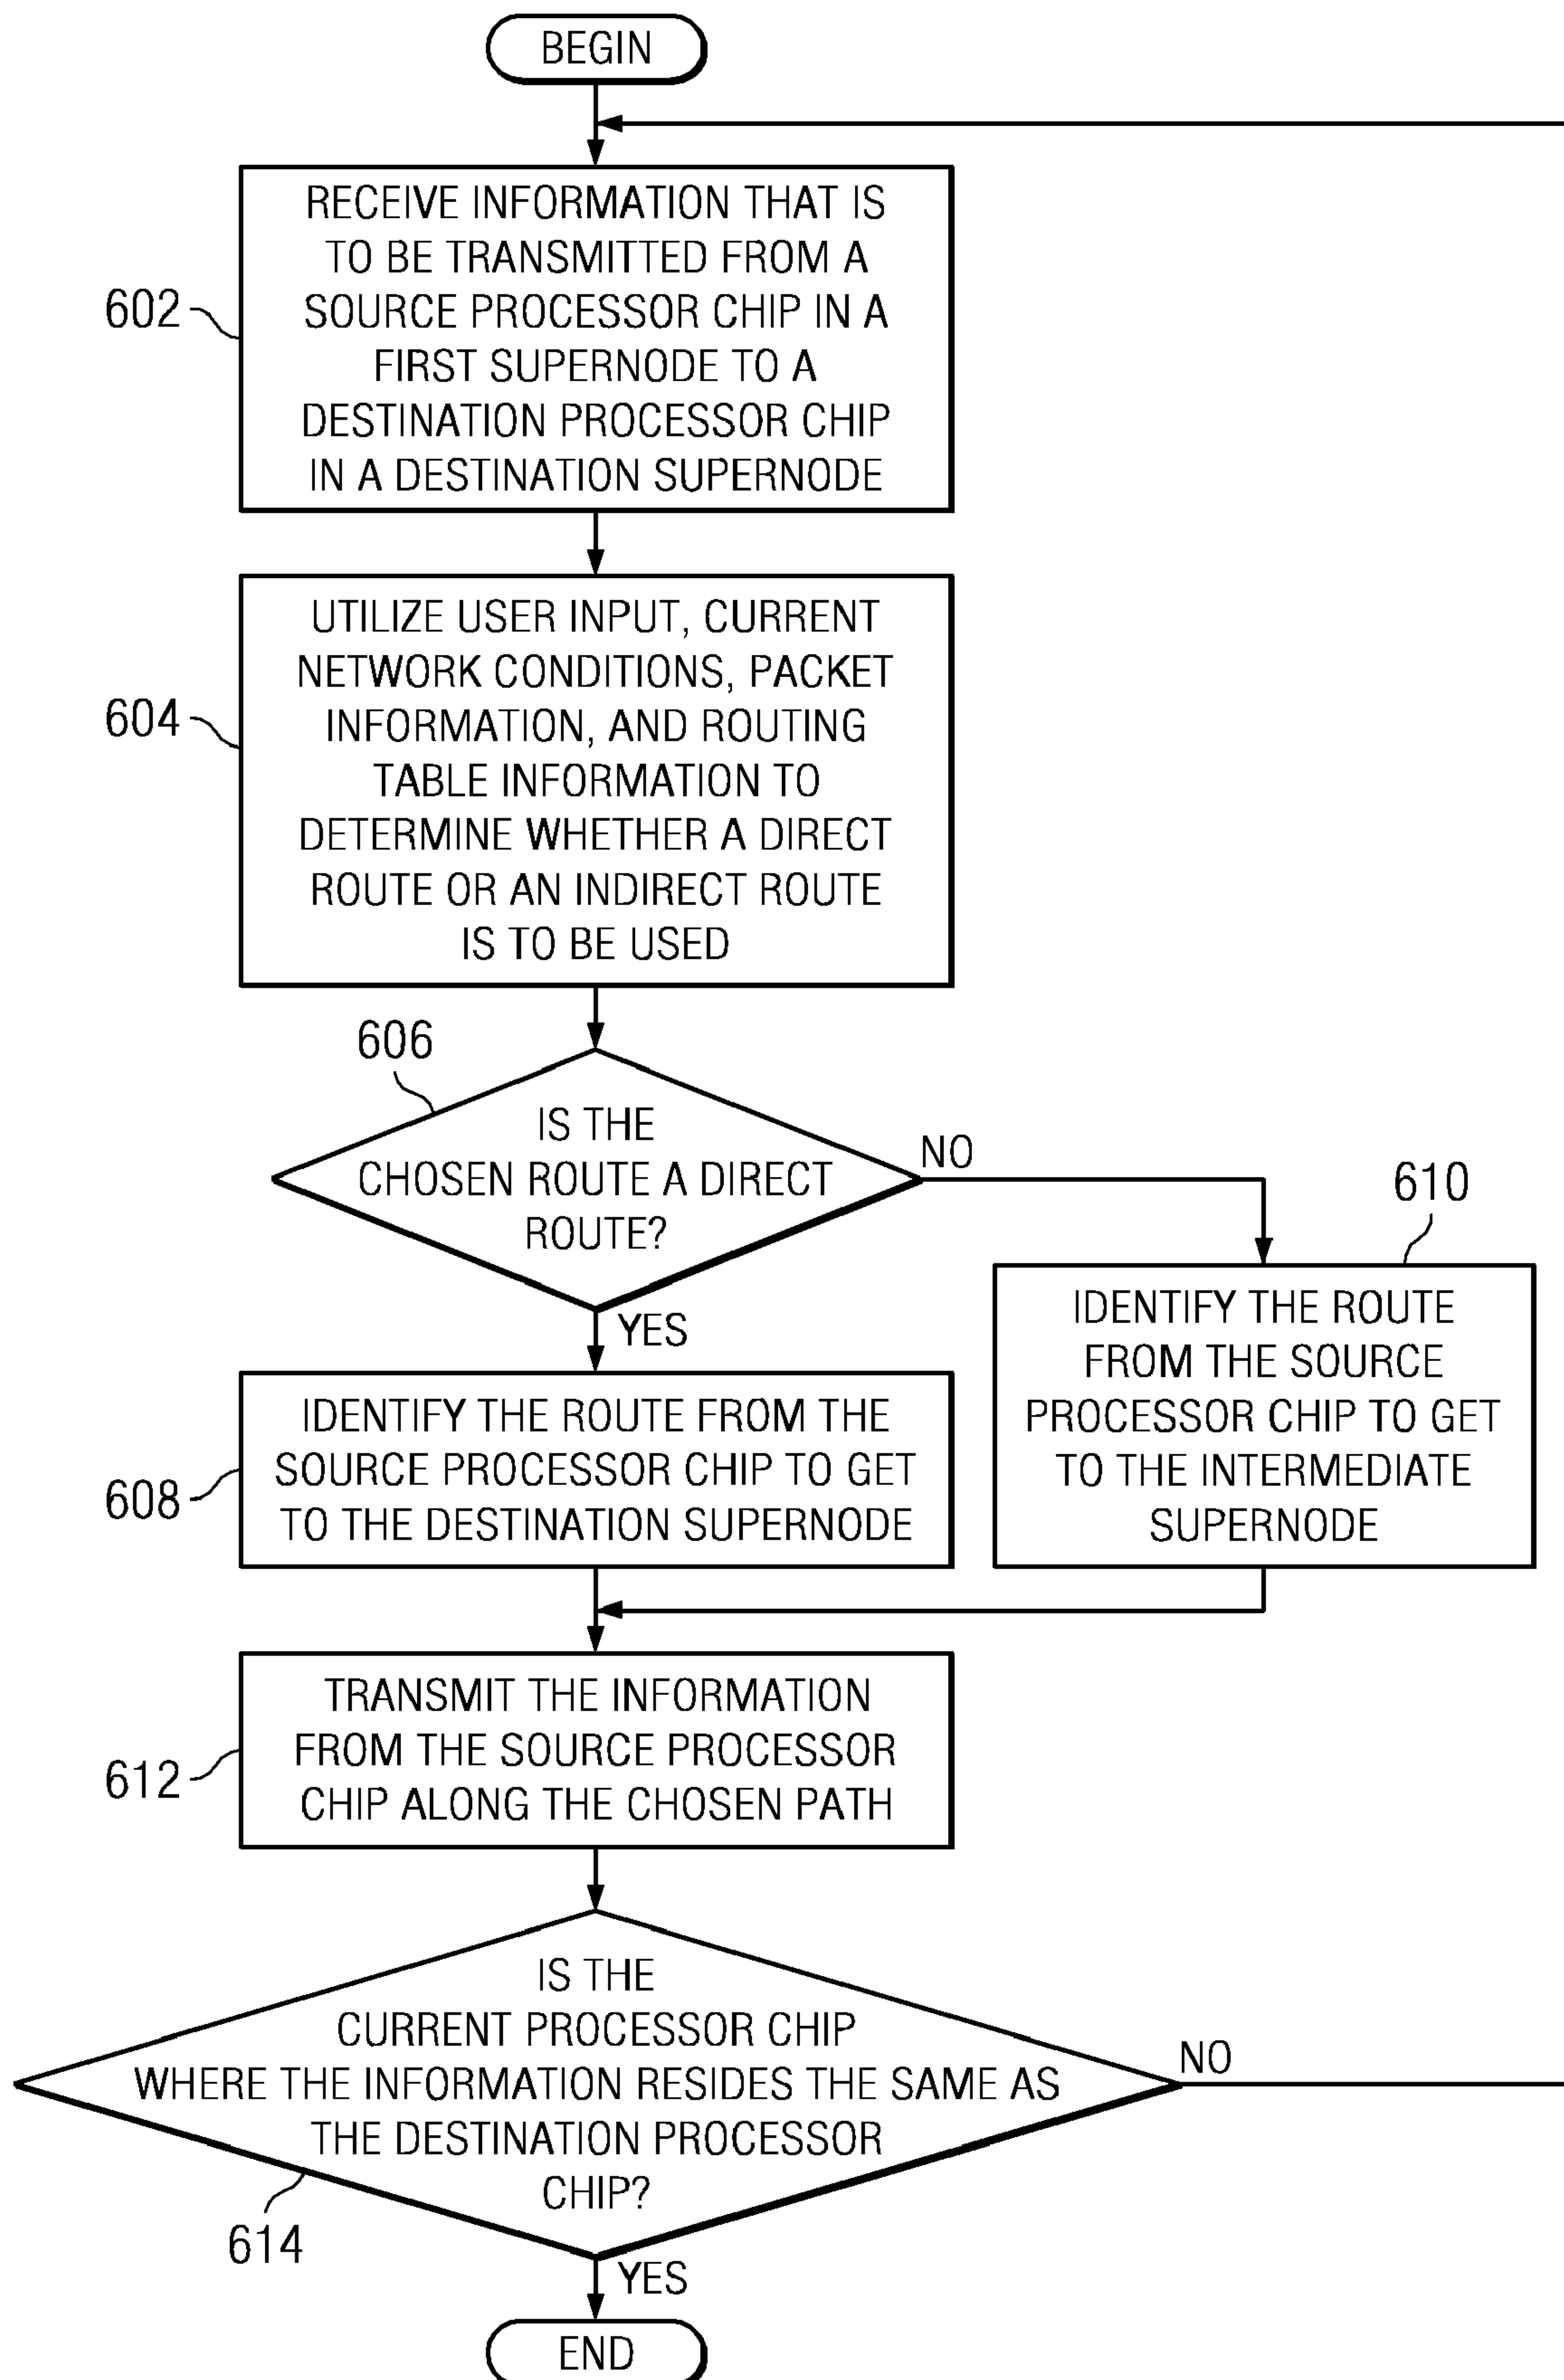 BEGIN
RECEIVE INFORMATION THAT IS
TO BE TRANSMITTED FROM A
SOURCE PROCESSOR CHIP IN A
FIRST SUPERNODE TO A
DESTINATION PROCESSOR CHIP
IN A DESTINATION SUPERNODE
602
UTILIZE USER INPUT, CURRENT
NETWORK CONDITIONS, PACKET
INFORMATION, AND ROUTING
TABLE INFORMATION TO
DETERMINE WHETHER A DIRECT
ROUTE OR AN INDIRECT ROUTE
IS TO BE USED
604
606
IS THE
CHOSEN ROUTE A DIRECT
ROUTE?
NO
YES
610
IDENTIFY THE ROUTE
FROM THE SOURCE
PROCESSOR CHIP TO GET
TO THE INTERMEDIATE
SUPERNODE
IDENTIFY THE ROUTE FROM THE
SOURCE PROCESSOR CHIP TO GET
TO THE DESTINATION SUPERNODE
608
TRANSMIT THE INFORMATION
FROM THE SOURCE PROCESSOR
CHIP ALONG THE CHOSEN PATH
612
IS THE
CURRENT PROCESSOR CHIP
WHERE THE INFORMATION RESIDES THE SAME AS
THE DESTINATION PROCESSOR
CHIP?
NO
614
YES
END